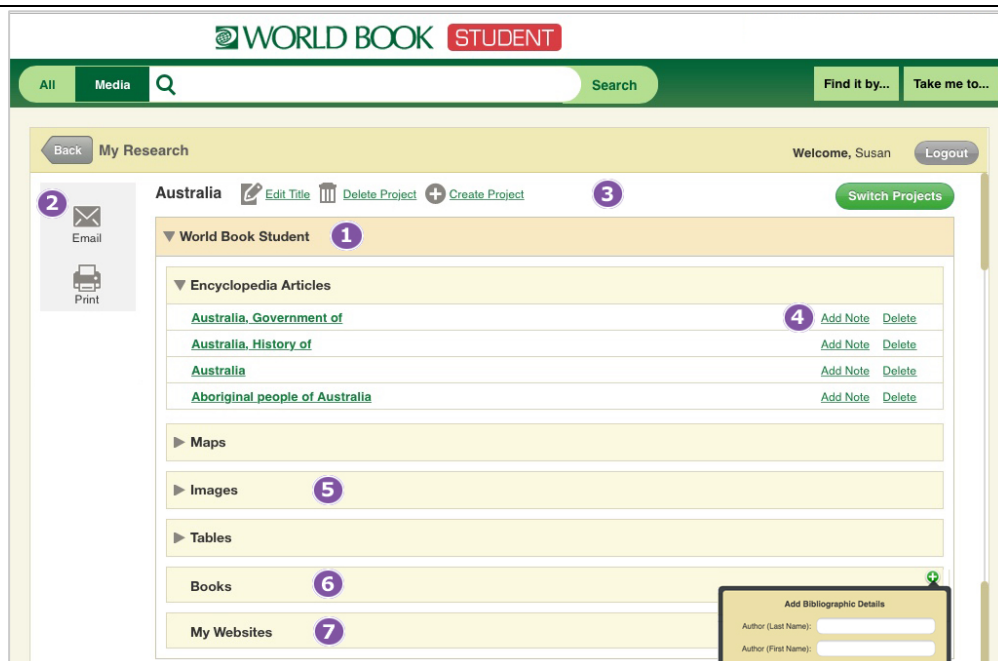 WORLD BOOK STUDENT
All Media Search Find it by... Take me to...
Back My Research Welcome, Susan Logout
2 Email
Print
Australia Edit Title Delete Project Create Project 3 Switch Projects
World Book Student 1
Encyclopedia Articles
Australia, Government of 4 Add Note Delete
Australia, History of Add Note Delete
Australia Add Note Delete
Aboriginal people of Australia Add Note Delete
Maps
Images 5
Tables
Books 6
Add Bibliographic Details
My Websites 7
Author (Last Name):
Author (First Name):